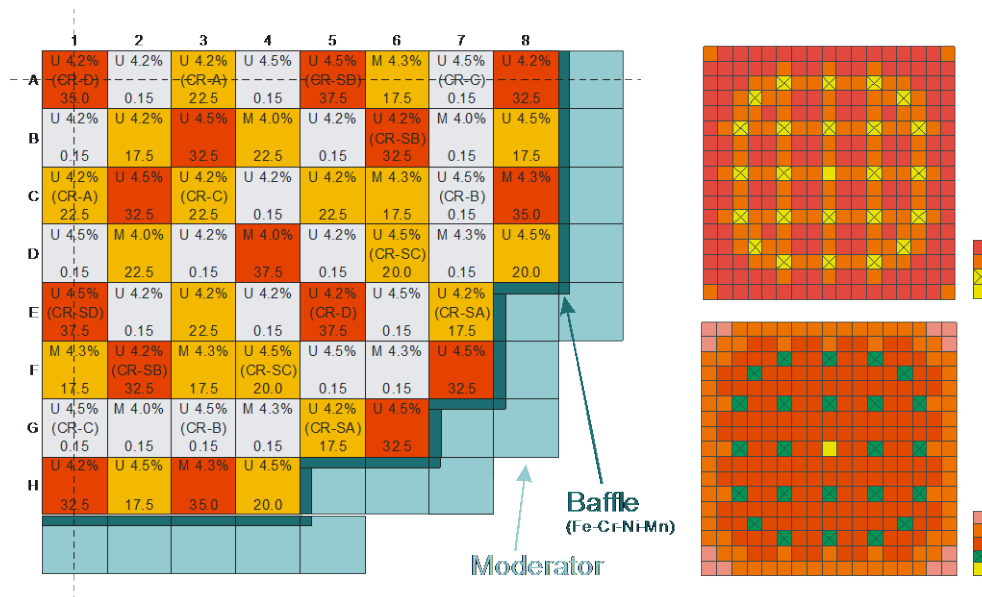 1 2 3 4 5 6 7 8
A
U 4.2% U 4.2% U 4.2% U 4.5% U 4.2% M 4.3% U 4.5% U 4.2%
(CR-D) (CR-A) (CR-SD) (CR-C)
35.0 0.15 22.5 0.15 37.5 17.5 0.15 32.5
B
U 4.2% U 4.2% U 4.5% M 4.0% U 4.2% U 4.2% M 4.0% U 4.5%
(CR-SB)
0.15 17.5 32.5 22.5 0.15 32.5 0.15 17.5
C
U 4.2% U 4.5% U 4.2% U 4.2% U 4.2% M 4.3% U 4.5% M 4.3%
(CR-A) (CR-C) (CR-B)
22.5 32.5 22.5 0.15 22.5 17.5 0.15 35.0
D
U 4.5% M 4.0% U 4.2% M 4.0% U 4.2% U 4.5% M 4.3% U 4.5%
(CR-SC)
0.15 22.5 0.15 37.5 0.15 20.0 0.15 20.0
E
U 4.5% U 4.2% U 4.2% U 4.2% U 4.2% U 4.5% U 4.2%
(CR-SD) (CR-D) (CR-SA)
37.5 0.15 22.5 0.15 37.5 0.15 17.5
F
M 4.3% U 4.2% M 4.3% U 4.5% U 4.5% M 4.3% U 4.5%
(CR-SB) (CR-SC)
17.5 32.5 17.5 20.0 0.15 0.15 32.5
G
U 4.5% M 4.0% U 4.5% M 4.3% U 4.2% U 4.5%
(CR-C) (CR-B) (CR-SA)
0.15 0.15 0.15 0.15 17.5 32.5
H
U 4.2% U 4.5% M 4.3% U 4.5%
32.5 17.5 35.0 20.0
Baffle
(Fe-Cr-Ni-Mn)
Moderator